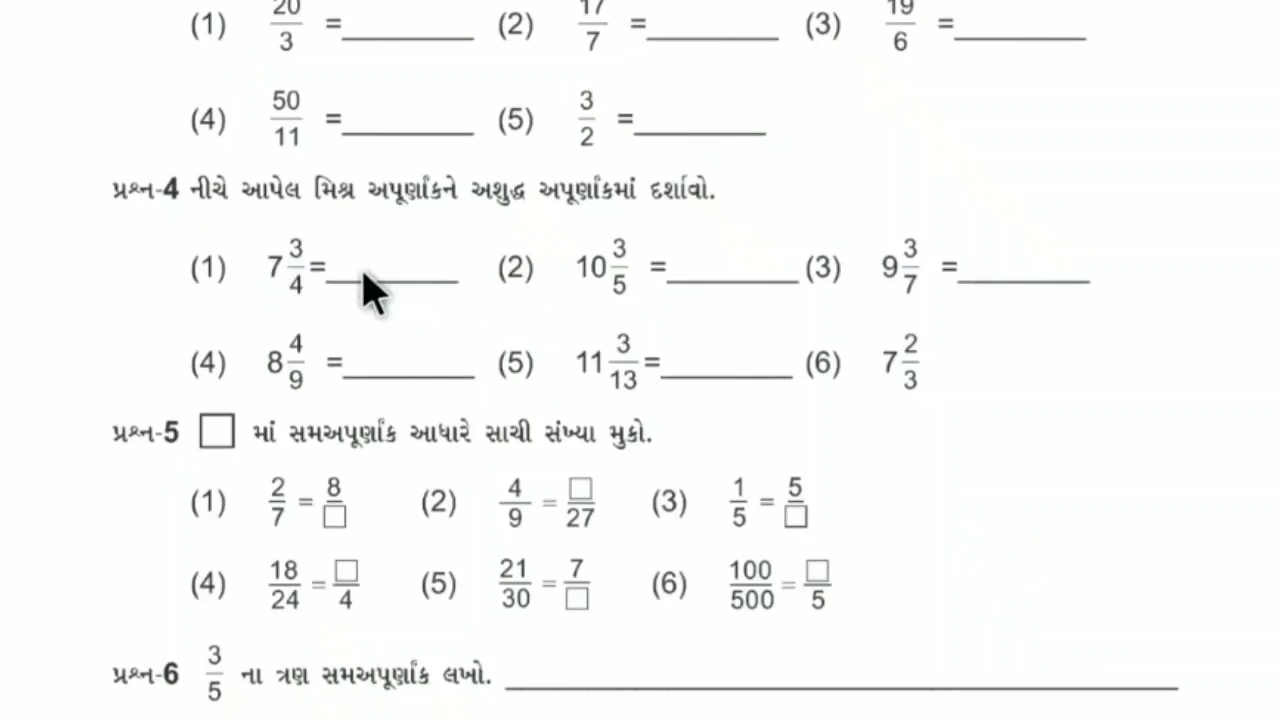 (1) 20/3 =________ (2) 17/7 =________ (3) 19/6 =________
(4) 50/11 =________ (5) 3/2 =________
પ્રશ્ન-4 નીચે આપેલ મિશ્ર અપૂર્ણાંકને અશુદ્ધ અપૂર્ણાંકમાં દર્શાવો.
(1) 7 3/4 =________ (2) 10 3/5 =________ (3) 9 3/7 =________
(4) 8 4/9 =________ (5) 11 3/13 =________ (6) 7 2/3
પ્રશ્ન-5 □ માં સમઅપૂર્ણાંક આધારે સાચી સંખ્યા મુકો.
(1) 2/7 = 8/□ (2) 4/9 = □/27 (3) 1/5 = 5/□
(4) 18/24 = □/4 (5) 21/30 = 7/□ (6) 100/500 = □/5
પ્રશ્ન-6 3/5 ના ત્રણ સમઅપૂર્ણાંક લખો. ________